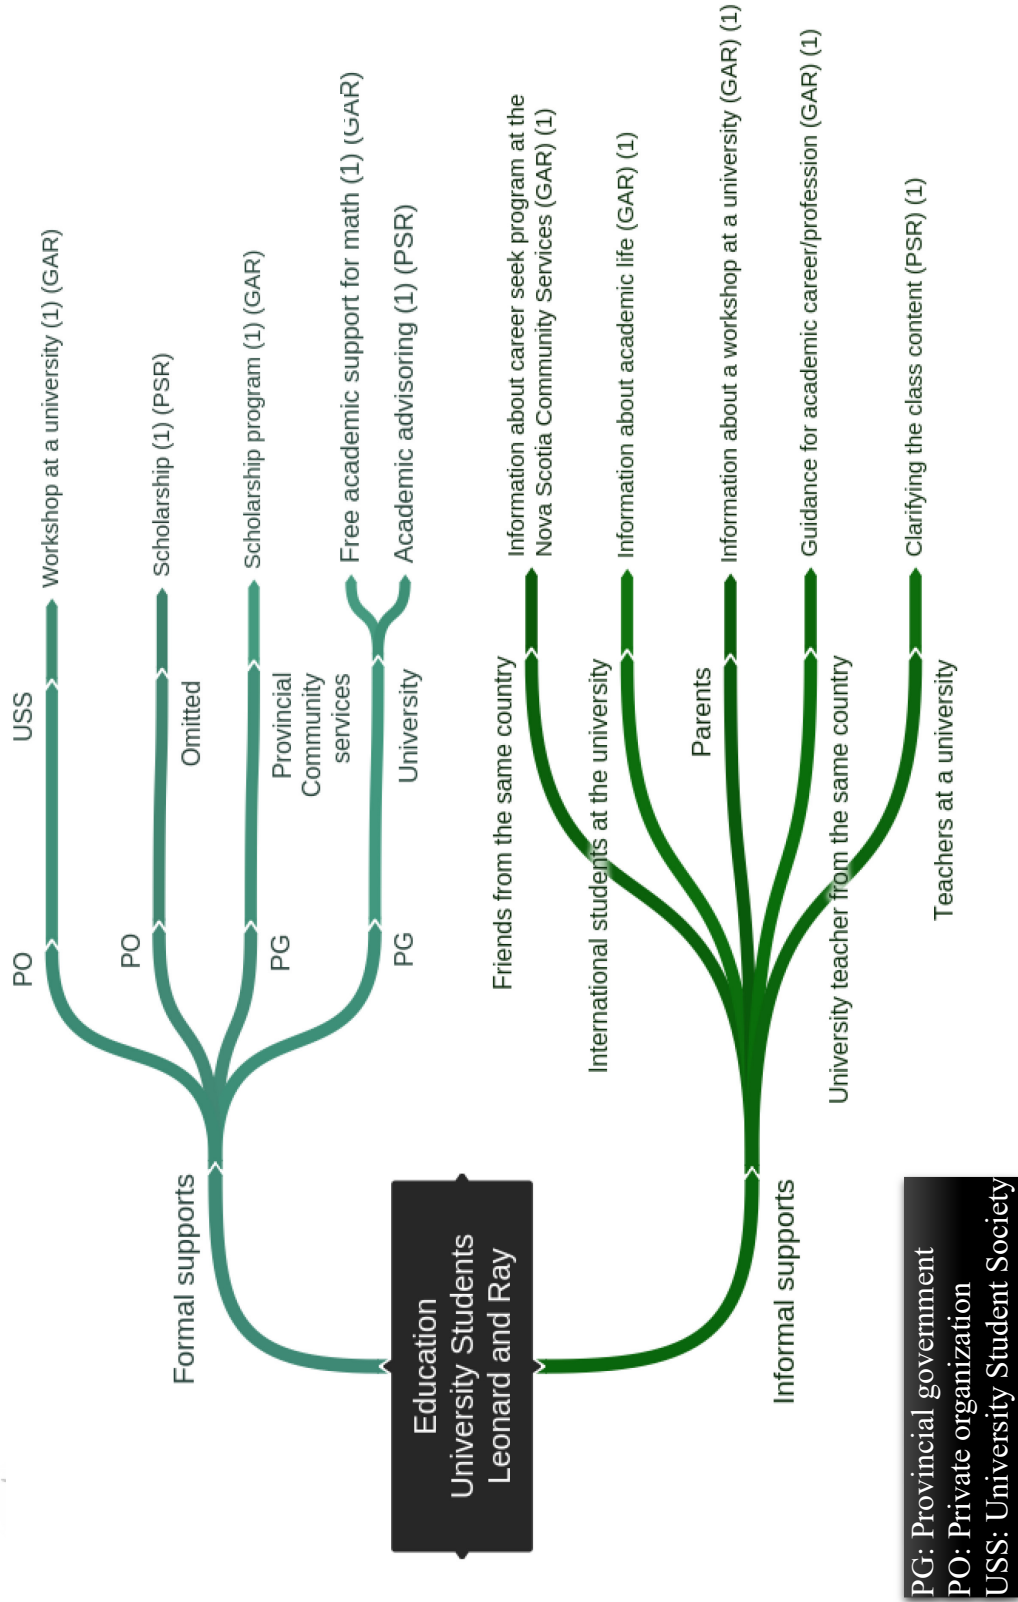 Education
University Students
Leonard and Ray
Formal supports
PO
USS
Workshop at a university (1) (GAR)
PO
Omitted
Scholarship (1) (PSR)
PG
Provincial
Community
services
Scholarship program (1) (GAR)
PG
University
Free academic support for math (1) (GAR)
Academic advisoring (1) (PSR)
Informal supports
Friends from the same country
Information about career seek program at the
Nova Scotia Community Services (GAR) (1)
International students at the university
Information about academic life (GAR) (1)
Parents
Information about a workshop at a university (GAR) (1)
University teacher from the same country
Guidance for academic career/profession (GAR) (1)
Teachers at a university
Clarifying the class content (PSR) (1)
PG: Provincial government
PO: Private organization
USS: University Student Society